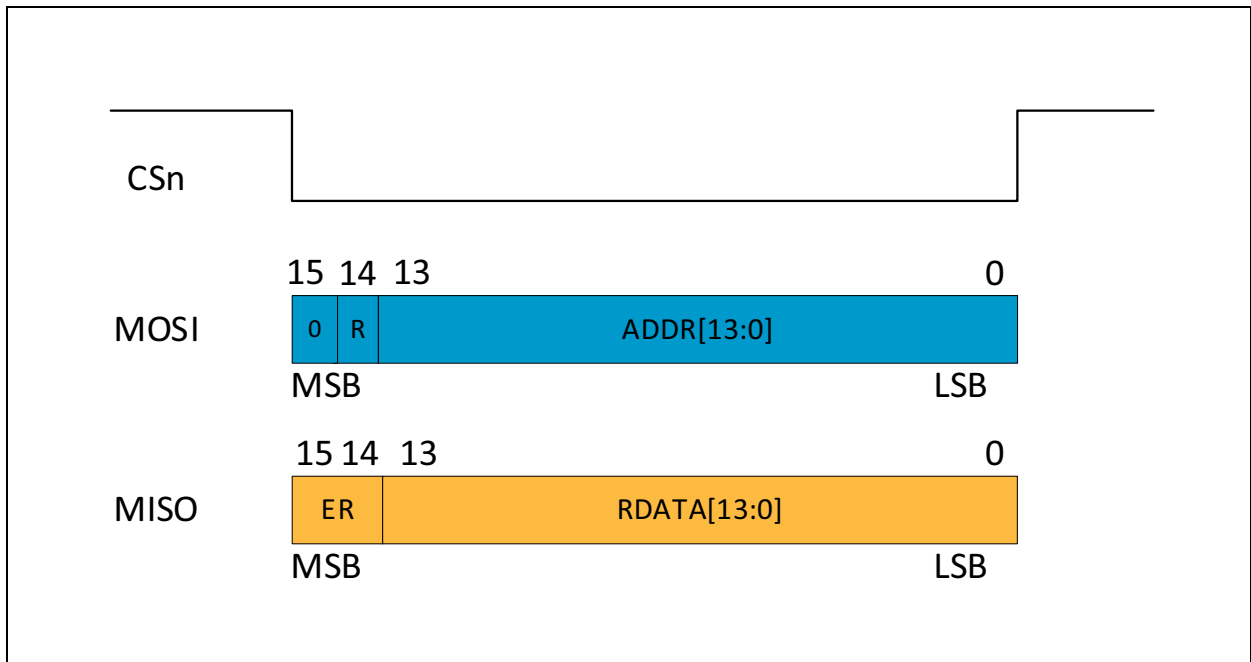 CSn
15 14 13 0
MOSI 0 R ADDR[13:0]
MSB LSB
15 14 13 0
MISO ER RDATA[13:0]
MSB LSB